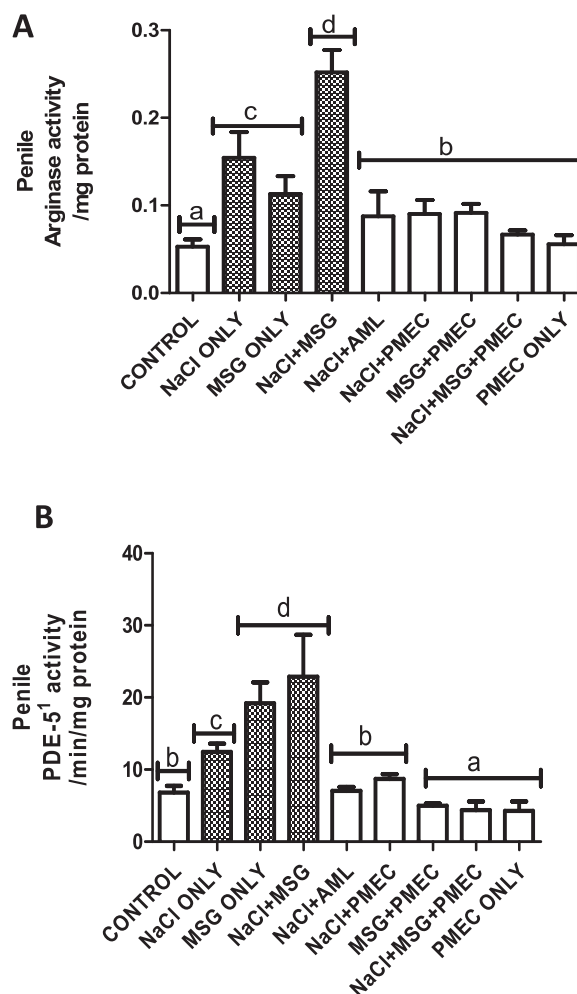 A
Penile
Arginase activity
/mg protein
0.3
0.2
0.1
0.0
a
c
d
b
CONTROL
NaCl ONLY
MSG ONLY
NaCl+MSG
NaCl+AML
NaCl+PMEC
MSG+PMEC
NaCl+MSG+PMEC
PMEC ONLY
B
Penile
PDE-5¹ activity
/min/mg protein
40
30
20
10
0
b
c
d
b
a
CONTROL
NaCl ONLY
MSG ONLY
NaCl+MSG
NaCl+AML
NaCl+PMEC
MSG+PMEC
NaCl+MSG+PMEC
PMEC ONLY